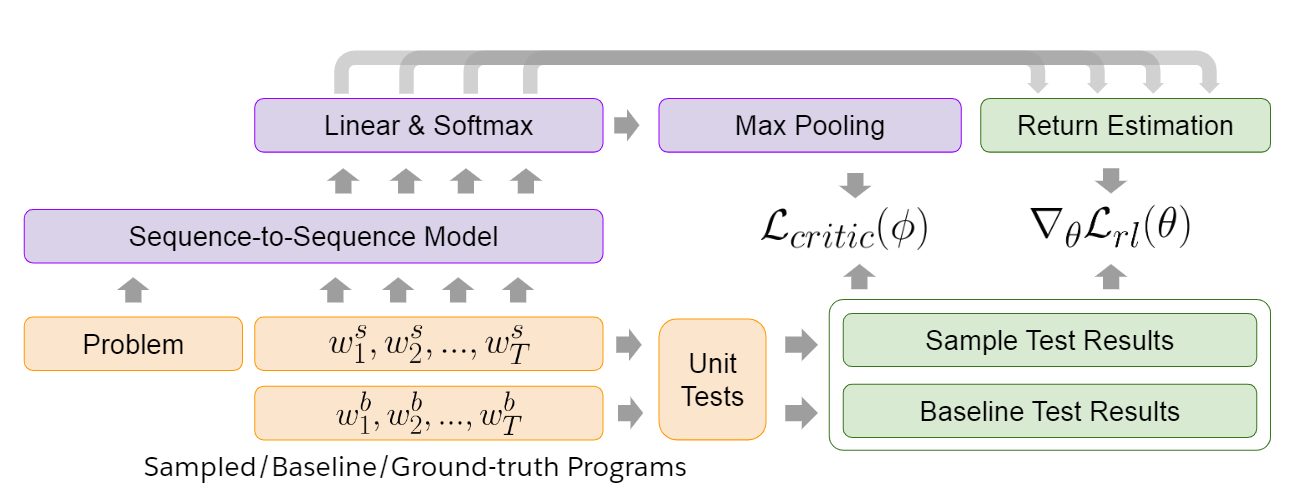 Linear & Softmax
Max Pooling
Return Estimation
Sequence-to-Sequence Model
$\mathcal{L}_{critic}(\phi)$
$\nabla_\theta \mathcal{L}_{rl}(\theta)$
Problem
$w_1^s, w_2^s, ..., w_T^s$
$w_1^b, w_2^b, ..., w_T^b$
Unit
Tests
Sample Test Results
Baseline Test Results
Sampled/Baseline/Ground-truth Programs